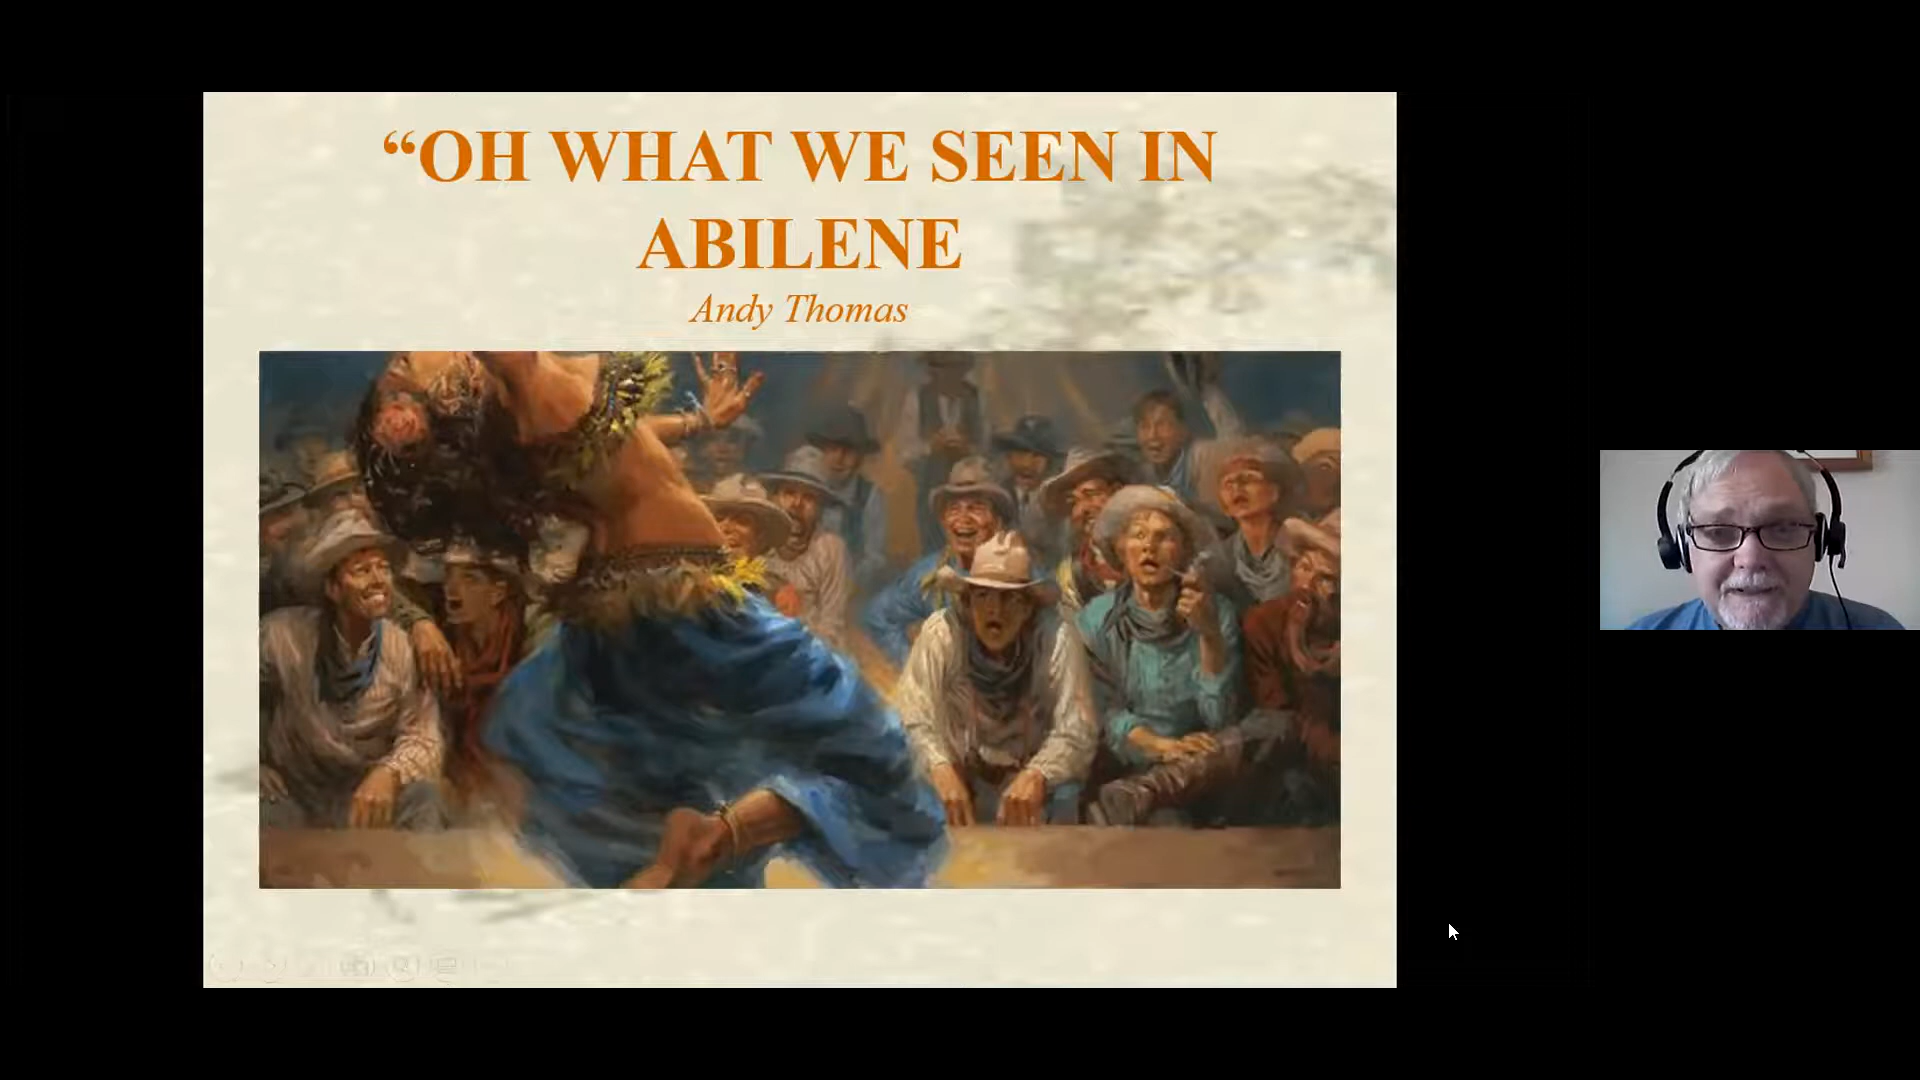 “OH WHAT WE SEEN IN
ABILENE
Andy Thomas